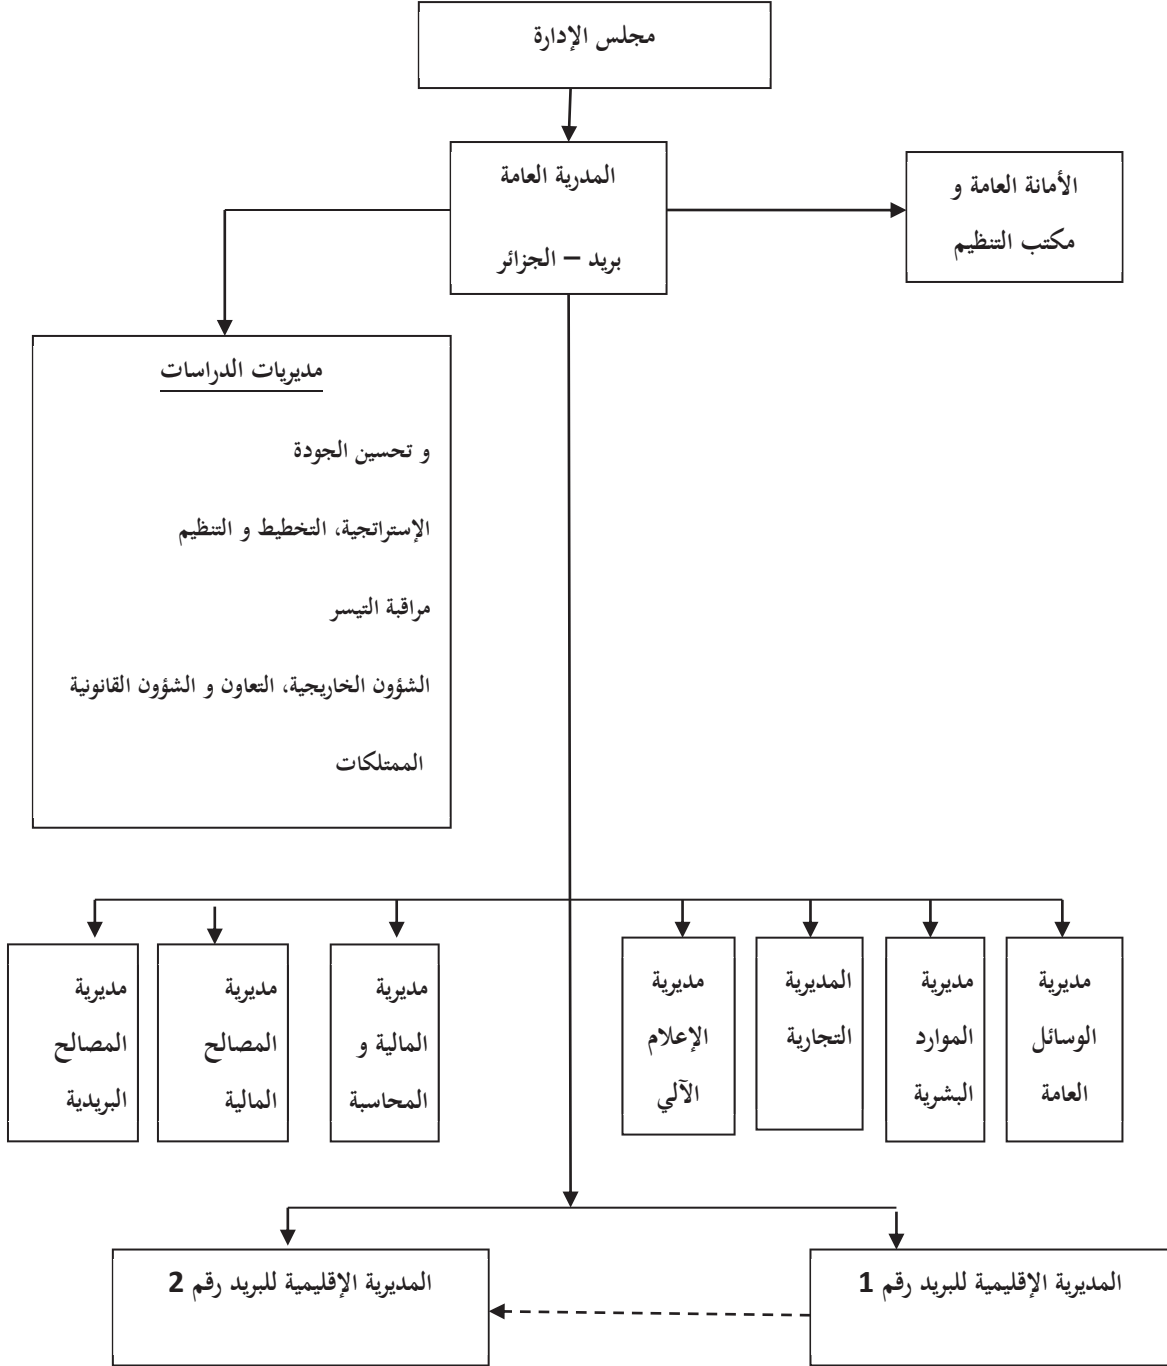 مجلس الإدارة
المدرية العامة
بريد – الجزائر
الأمانة العامة و
مكتب التنظيم
مديريات الدراسات
و تحسين الجودة
الإستراتجية، التخطيط و التنظيم
مراقبة التيسر
الشؤون الخاريجية، التعاون و الشؤون القانونية
الممتلكات
مديرية
الوسائل
العامة
مديرية
الموارد
البشرية
المديرية
التجارية
مديرية
الإعلام
الآلي
مديرية
المالية و
المحاسبة
مديرية
المصالح
المالية
مديرية
المصالح
البريدية
المديرية الإقليمية للبريد رقم 1
المديرية الإقليمية للبريد رقم 2